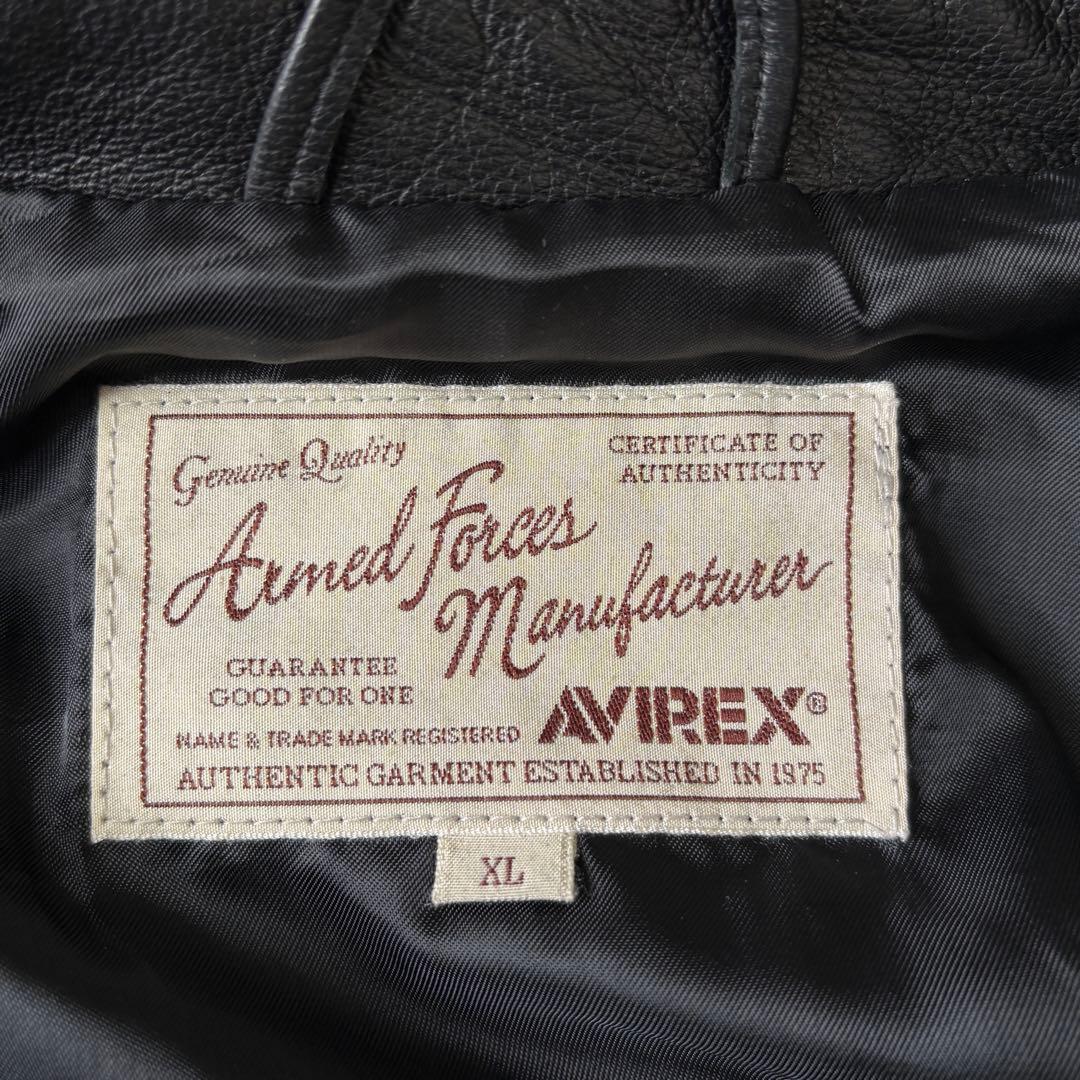 Genuine Quality
CERTIFICATE OF
AUTHENTICITY
Armed Forces
Manufacturer
GUARANTEE
GOOD FOR ONE
NAME & TRADE MARK REGISTERED
AVIREX®
AUTHENTIC GARMENT ESTABLISHED IN 1975
XL